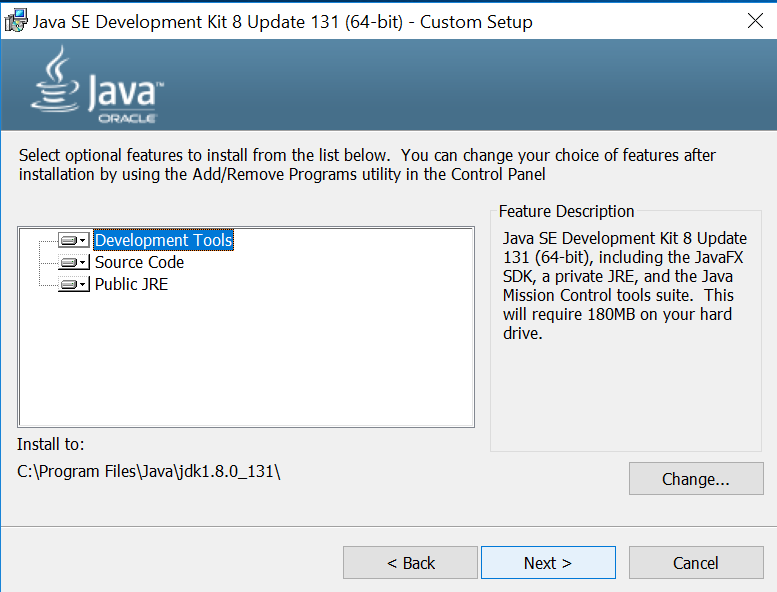 Java SE Development Kit 8 Update 131 (64-bit) - Custom Setup
Java™
ORACLE
Select optional features to install from the list below.  You can change your choice of features after
installation by using the Add/Remove Programs utility in the Control Panel
Development Tools
Source Code
Public JRE
Feature Description
Java SE Development Kit 8 Update
131 (64-bit), including the JavaFX
SDK, a private JRE, and the Java
Mission Control tools suite.  This
will require 180MB on your hard
drive.
Install to:
C:\Program Files\Java\jdk1.8.0_131\
Change...
< Back
Next >
Cancel